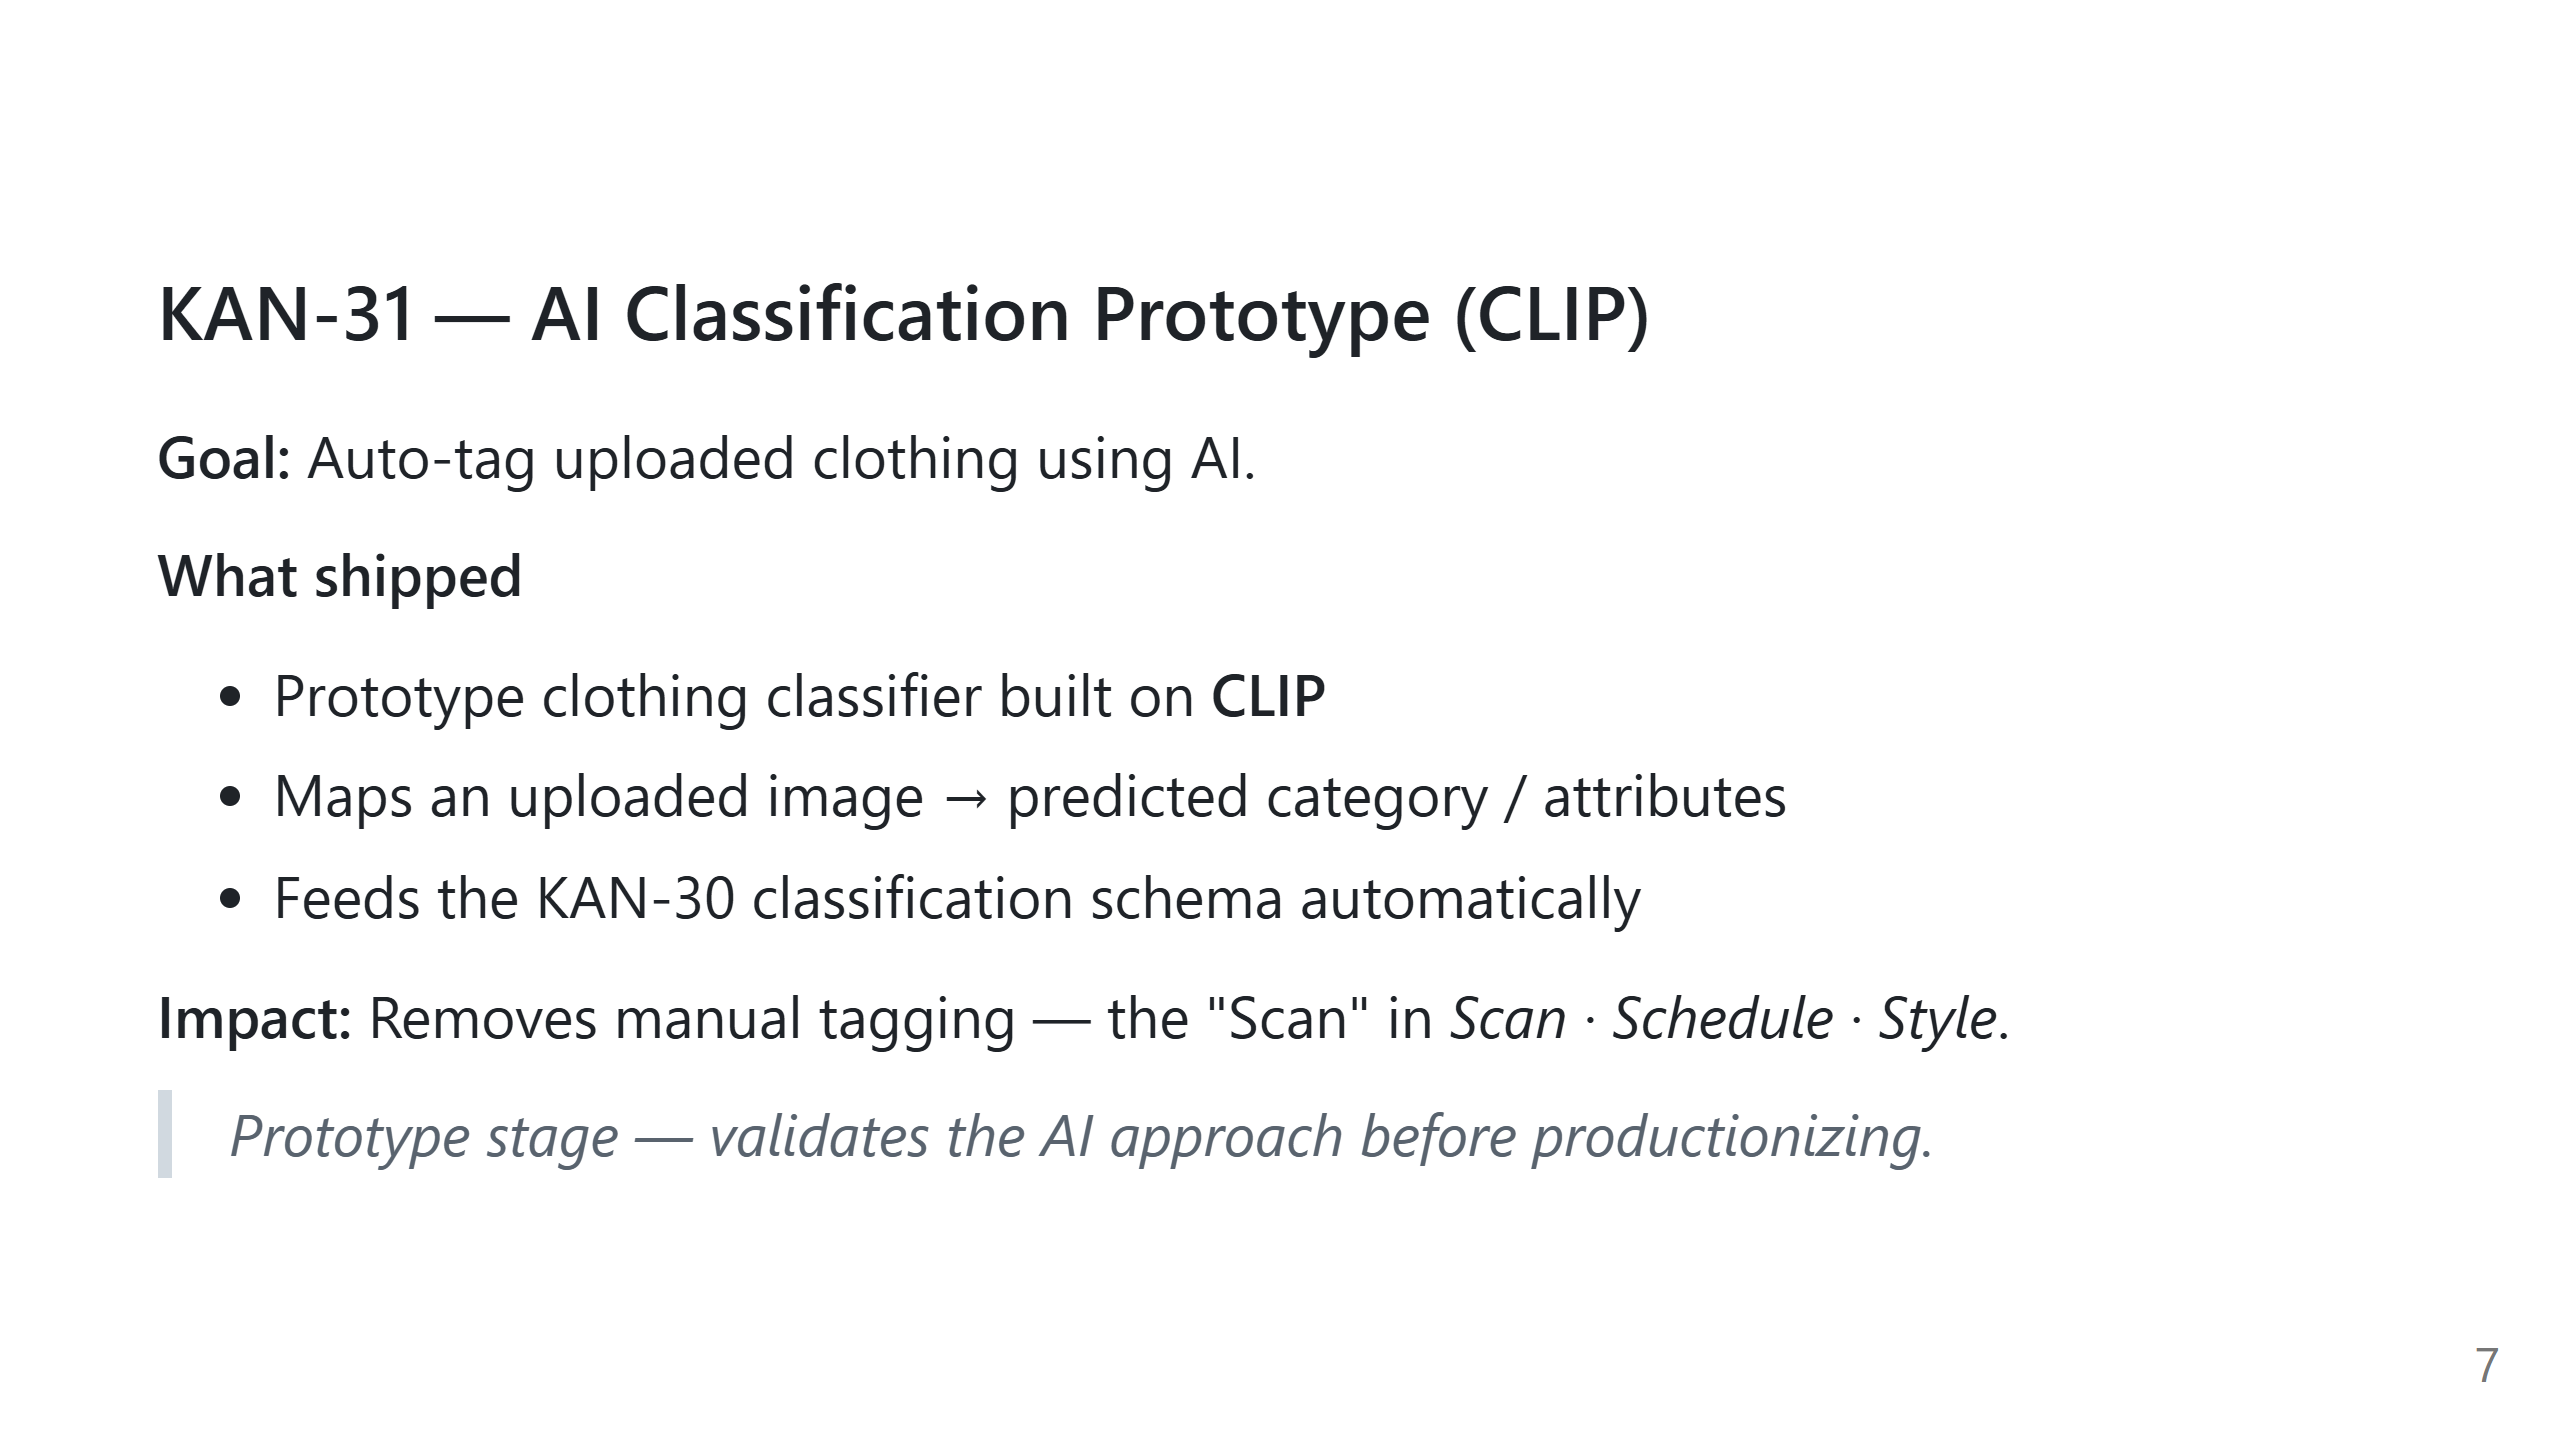 KAN-31 — AI Classification Prototype (CLIP)
Goal: Auto-tag uploaded clothing using AI.
What shipped
• Prototype clothing classifier built on CLIP
• Maps an uploaded image → predicted category / attributes
• Feeds the KAN-30 classification schema automatically
Impact: Removes manual tagging — the "Scan" in Scan · Schedule · Style.
Prototype stage — validates the AI approach before productionizing.
7